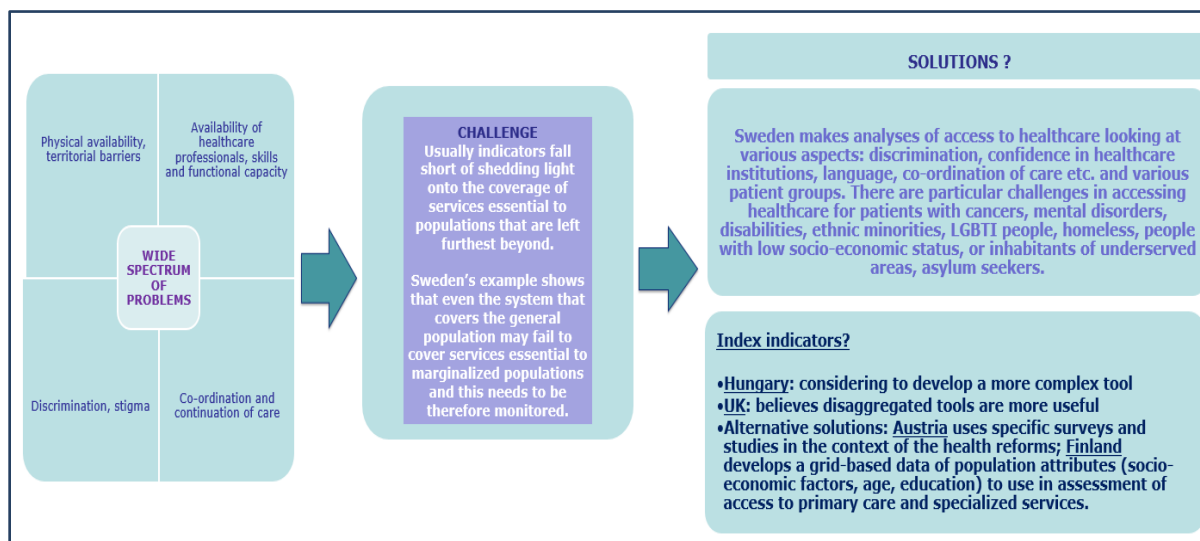 Physical availability,
territorial barriers
Availability of
healthcare
professionals, skills
and functional capacity
WIDE
SPECTRUM
OF
PROBLEMS
Discrimination, stigma
Co-ordination and
continuation of care
CHALLENGE
Usually indicators fall
short of shedding light
onto the coverage of
services essential to
populations that are left
furthest beyond.
Sweden's example shows
that even the system that
covers the general
population may fail to
cover services essential to
marginalized populations
and this needs to be
therefore monitored.
SOLUTIONS ?
Sweden makes analyses of access to healthcare looking at
various aspects: discrimination, confidence in healthcare
institutions, language, co-ordination of care etc. and various
patient groups. There are particular challenges in accessing
healthcare for patients with cancers, mental disorders,
disabilities, ethnic minorities, LGBTI people, homeless, people
with low socio-economic status, or inhabitants of underserved
areas, asylum seekers.
Index indicators?
•Hungary: considering to develop a more complex tool
•UK: believes disaggregated tools are more useful
•Alternative solutions: Austria uses specific surveys and
studies in the context of the health reforms; Finland
develops a grid-based data of population attributes (socio-
economic factors, age, education) to use in assessment of
access to primary care and specialized services.